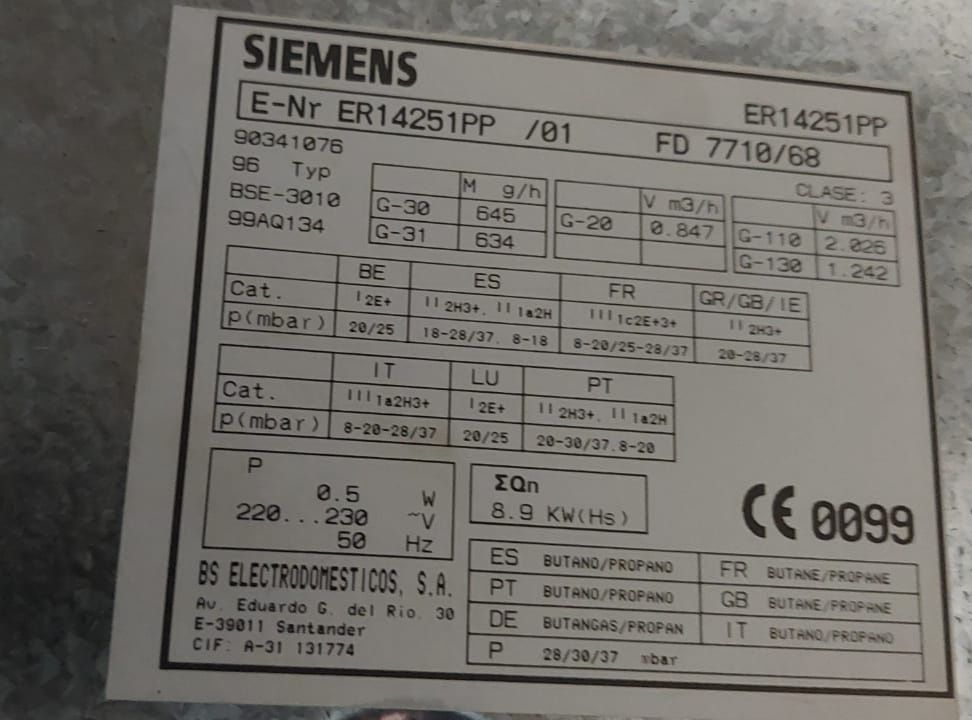 SIEMENS
ER14251PP
E-Nr ER14251PP /01 FD 7710/68
90341076
96 Typ
BSE-3010
99AQ134
CLASE: 3
M g/h
G-30 645
G-31 634
V m3/h
G-20 0.847
V m3/h
G-110 2.026
G-130 1.242
BE ES FR GR/GB/IE
Cat. I2E+ II2H3+, II1a2H III1c2E+3+ II2H3+
p(mbar) 20/25 18-28/37. 8-18 8-20/25-28/37 20-28/37
IT LU PT
Cat. III1a2H3+ I2E+ II2H3+, II1a2H
p(mbar) 8-20-28/37 20/25 20-30/37.8-20
P
0.5 W
220...230 ~V
50 Hz
ΣQn
8.9 KW(Hs)
CE 0099
BS ELECTRODOMESTICOS, S.A.
Av. Eduardo G. del Rio. 30
E-39011 Santander
CIF: A-31 131774
ES BUTANO/PROPANO FR BUTANE/PROPANE
PT BUTANO/PROPANO GB BUTANE/PROPANE
DE BUTANGAS/PROPAN IT BUTANO/PROPANO
P 28/30/37 mbar